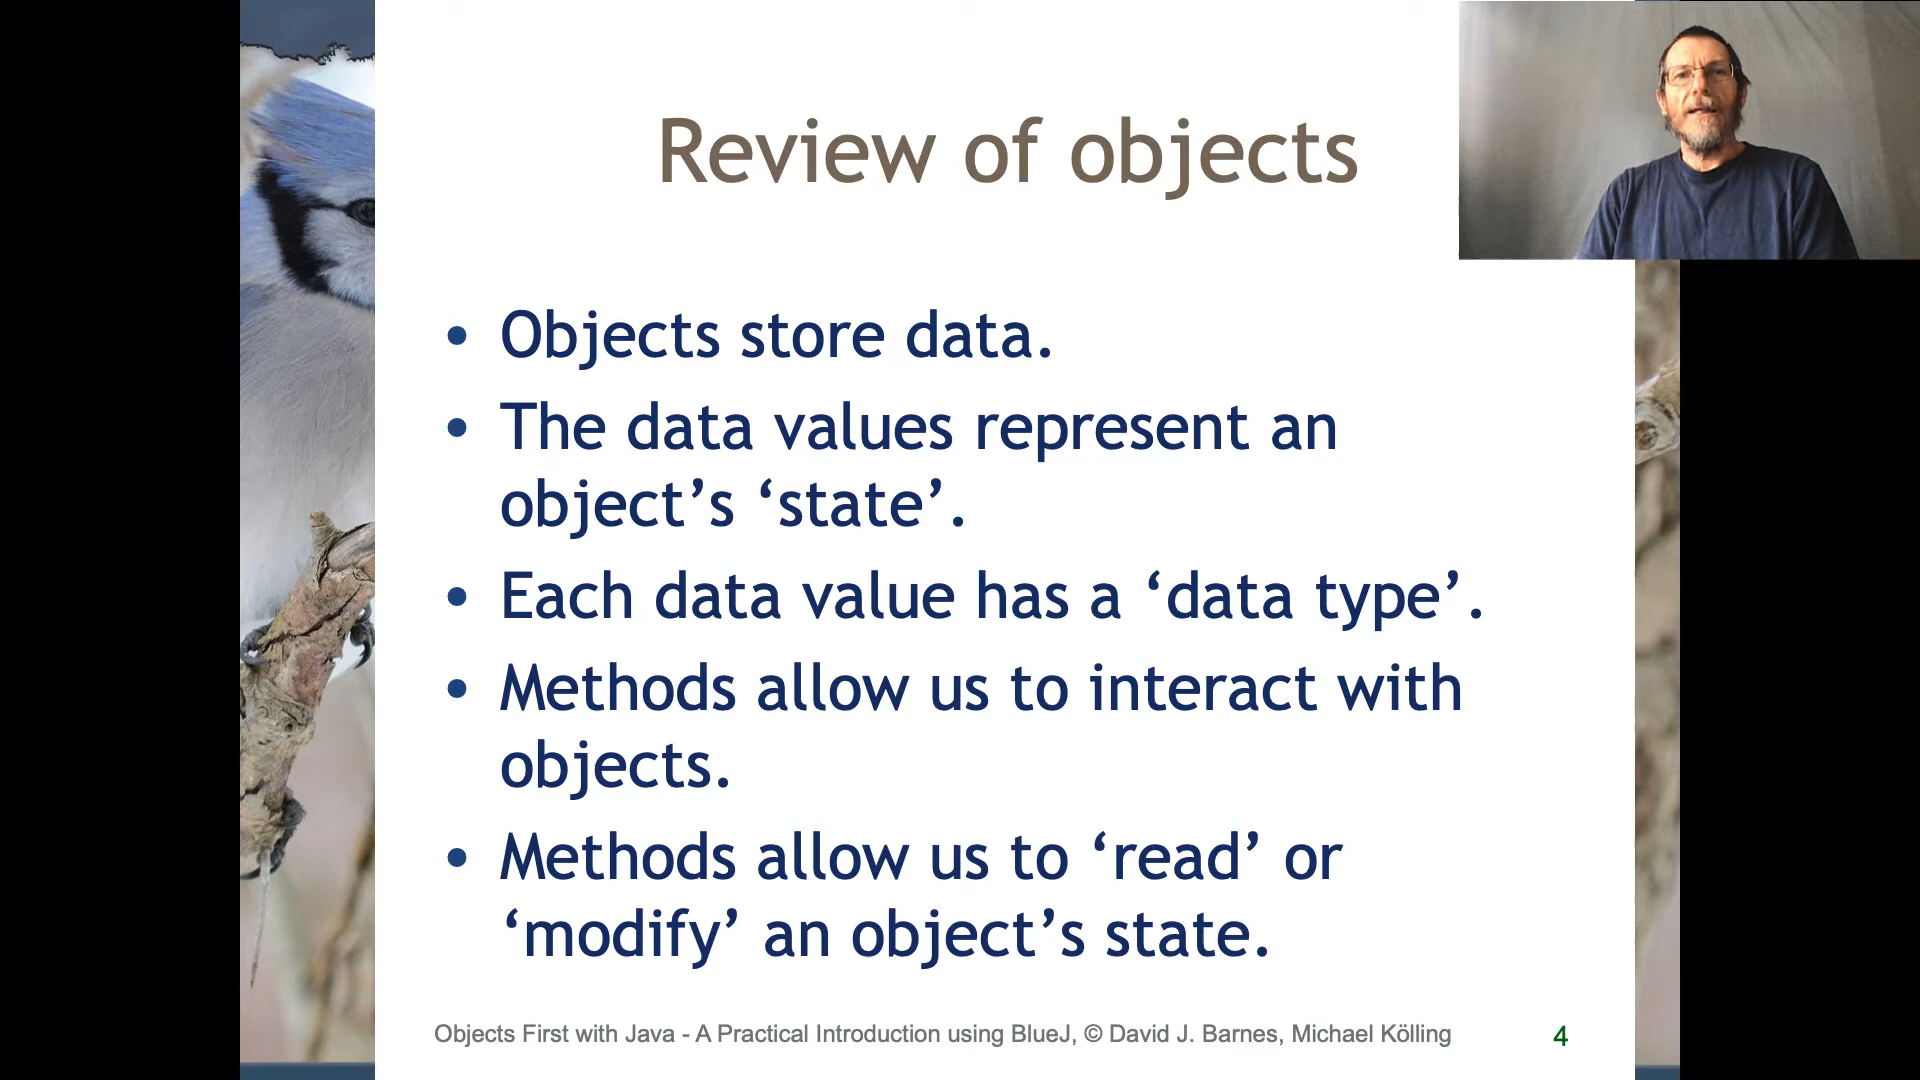 Review of objects
• Objects store data.
• The data values represent an
object’s ‘state’.
• Each data value has a ‘data type’.
• Methods allow us to interact with
objects.
• Methods allow us to ‘read’ or
‘modify’ an object’s state.
Objects First with Java - A Practical Introduction using BlueJ, © David J. Barnes, Michael Kölling
4